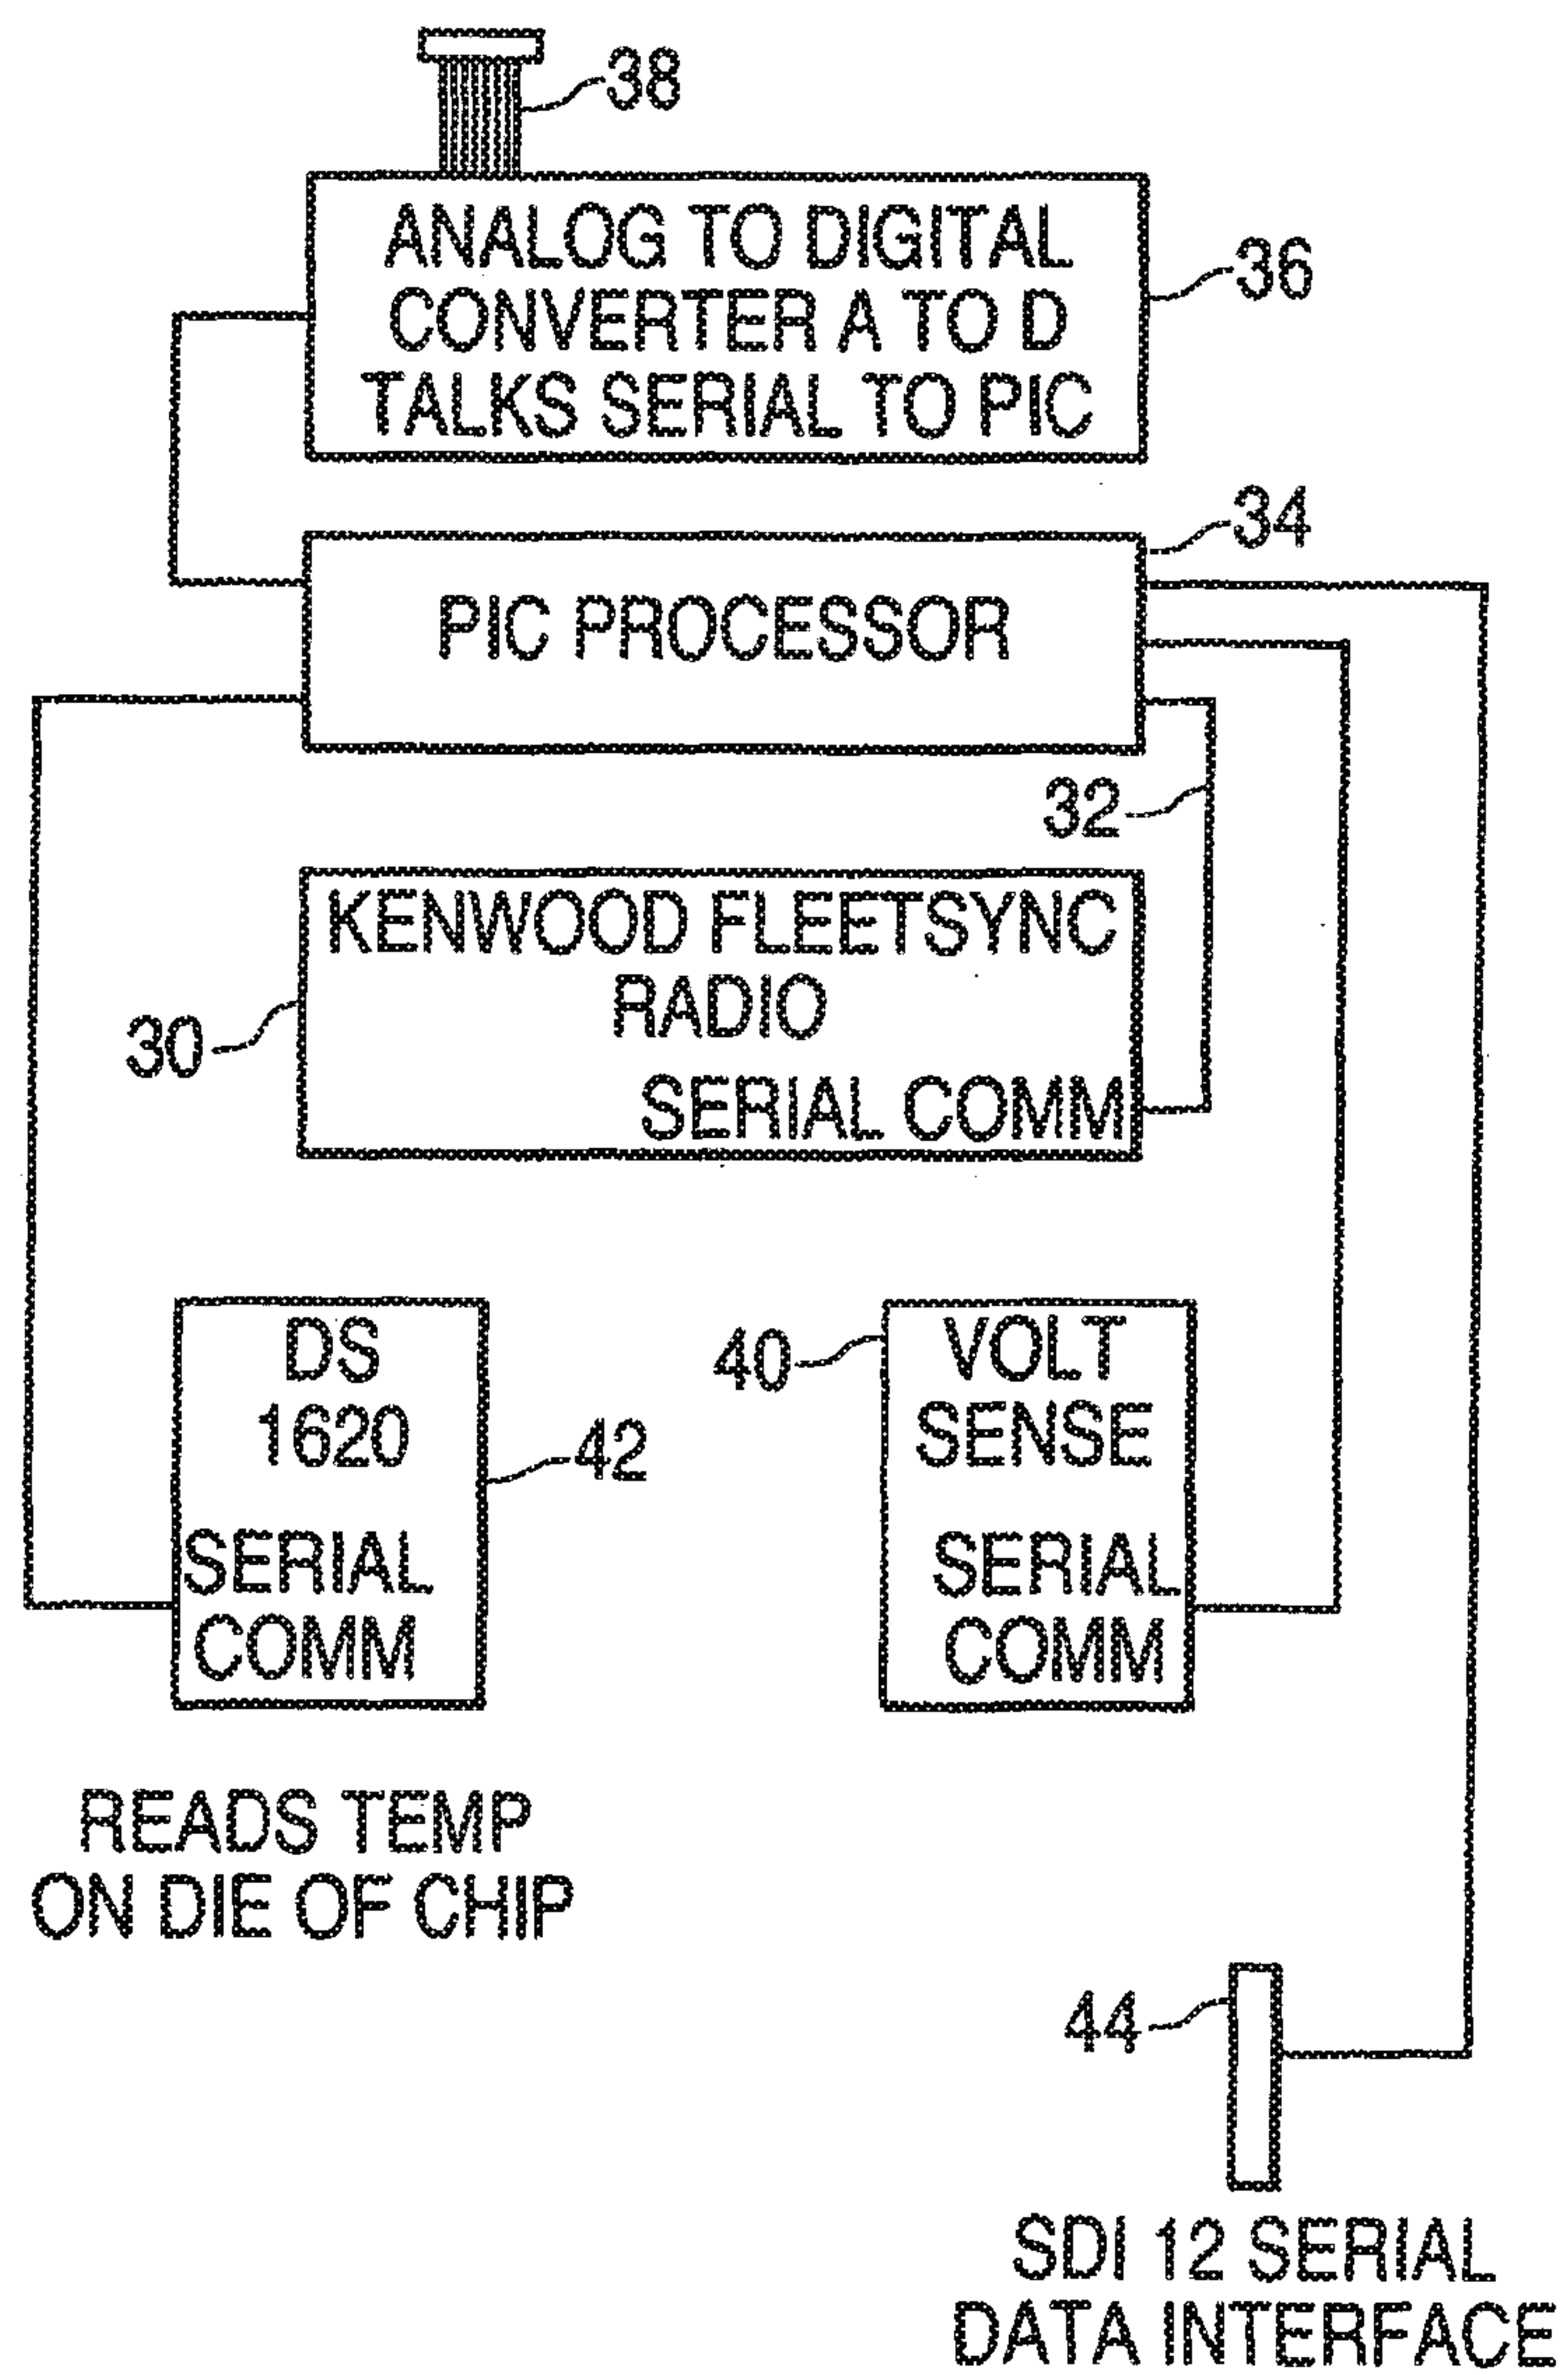 38
ANALOG TO DIGITAL
CONVERTER A TO D
TALKS SERIAL TO PIC
36
34
PIC PROCESSOR
32
KENWOOD FLEETSYNC
RADIO
SERIAL COMM
30
DS
1620
SERIAL
COMM
42
40
VOLT
SENSE
SERIAL
COMM
READS TEMP
ON DIE OF CHIP
44
SDI 12 SERIAL
DATA INTERFACE